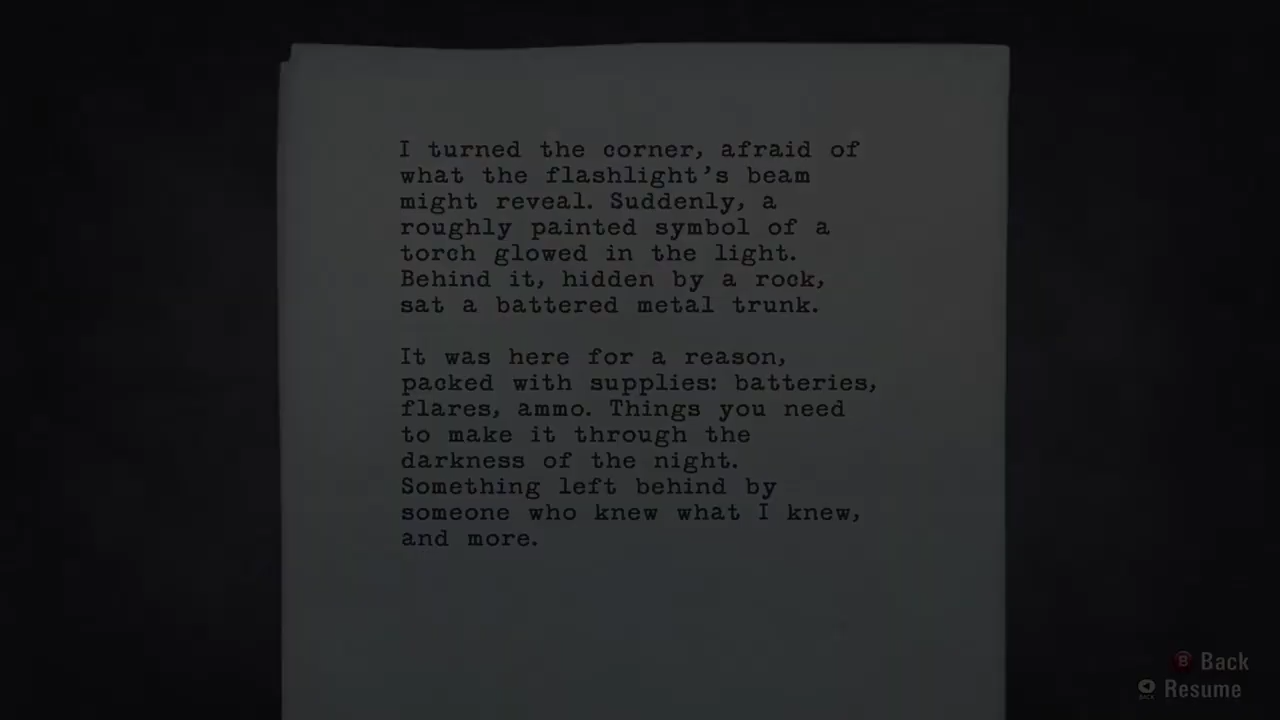 I turned the corner, afraid of
what the flashlight's beam
might reveal. Suddenly, a
roughly painted symbol of a
torch glowed in the light.
Behind it, hidden by a rock,
sat a battered metal trunk.
It was here for a reason,
packed with supplies: batteries,
flares, ammo. Things you need
to make it through the
darkness of the night.
Something left behind by
someone who knew what I knew,
and more.
B Back
BACK Resume